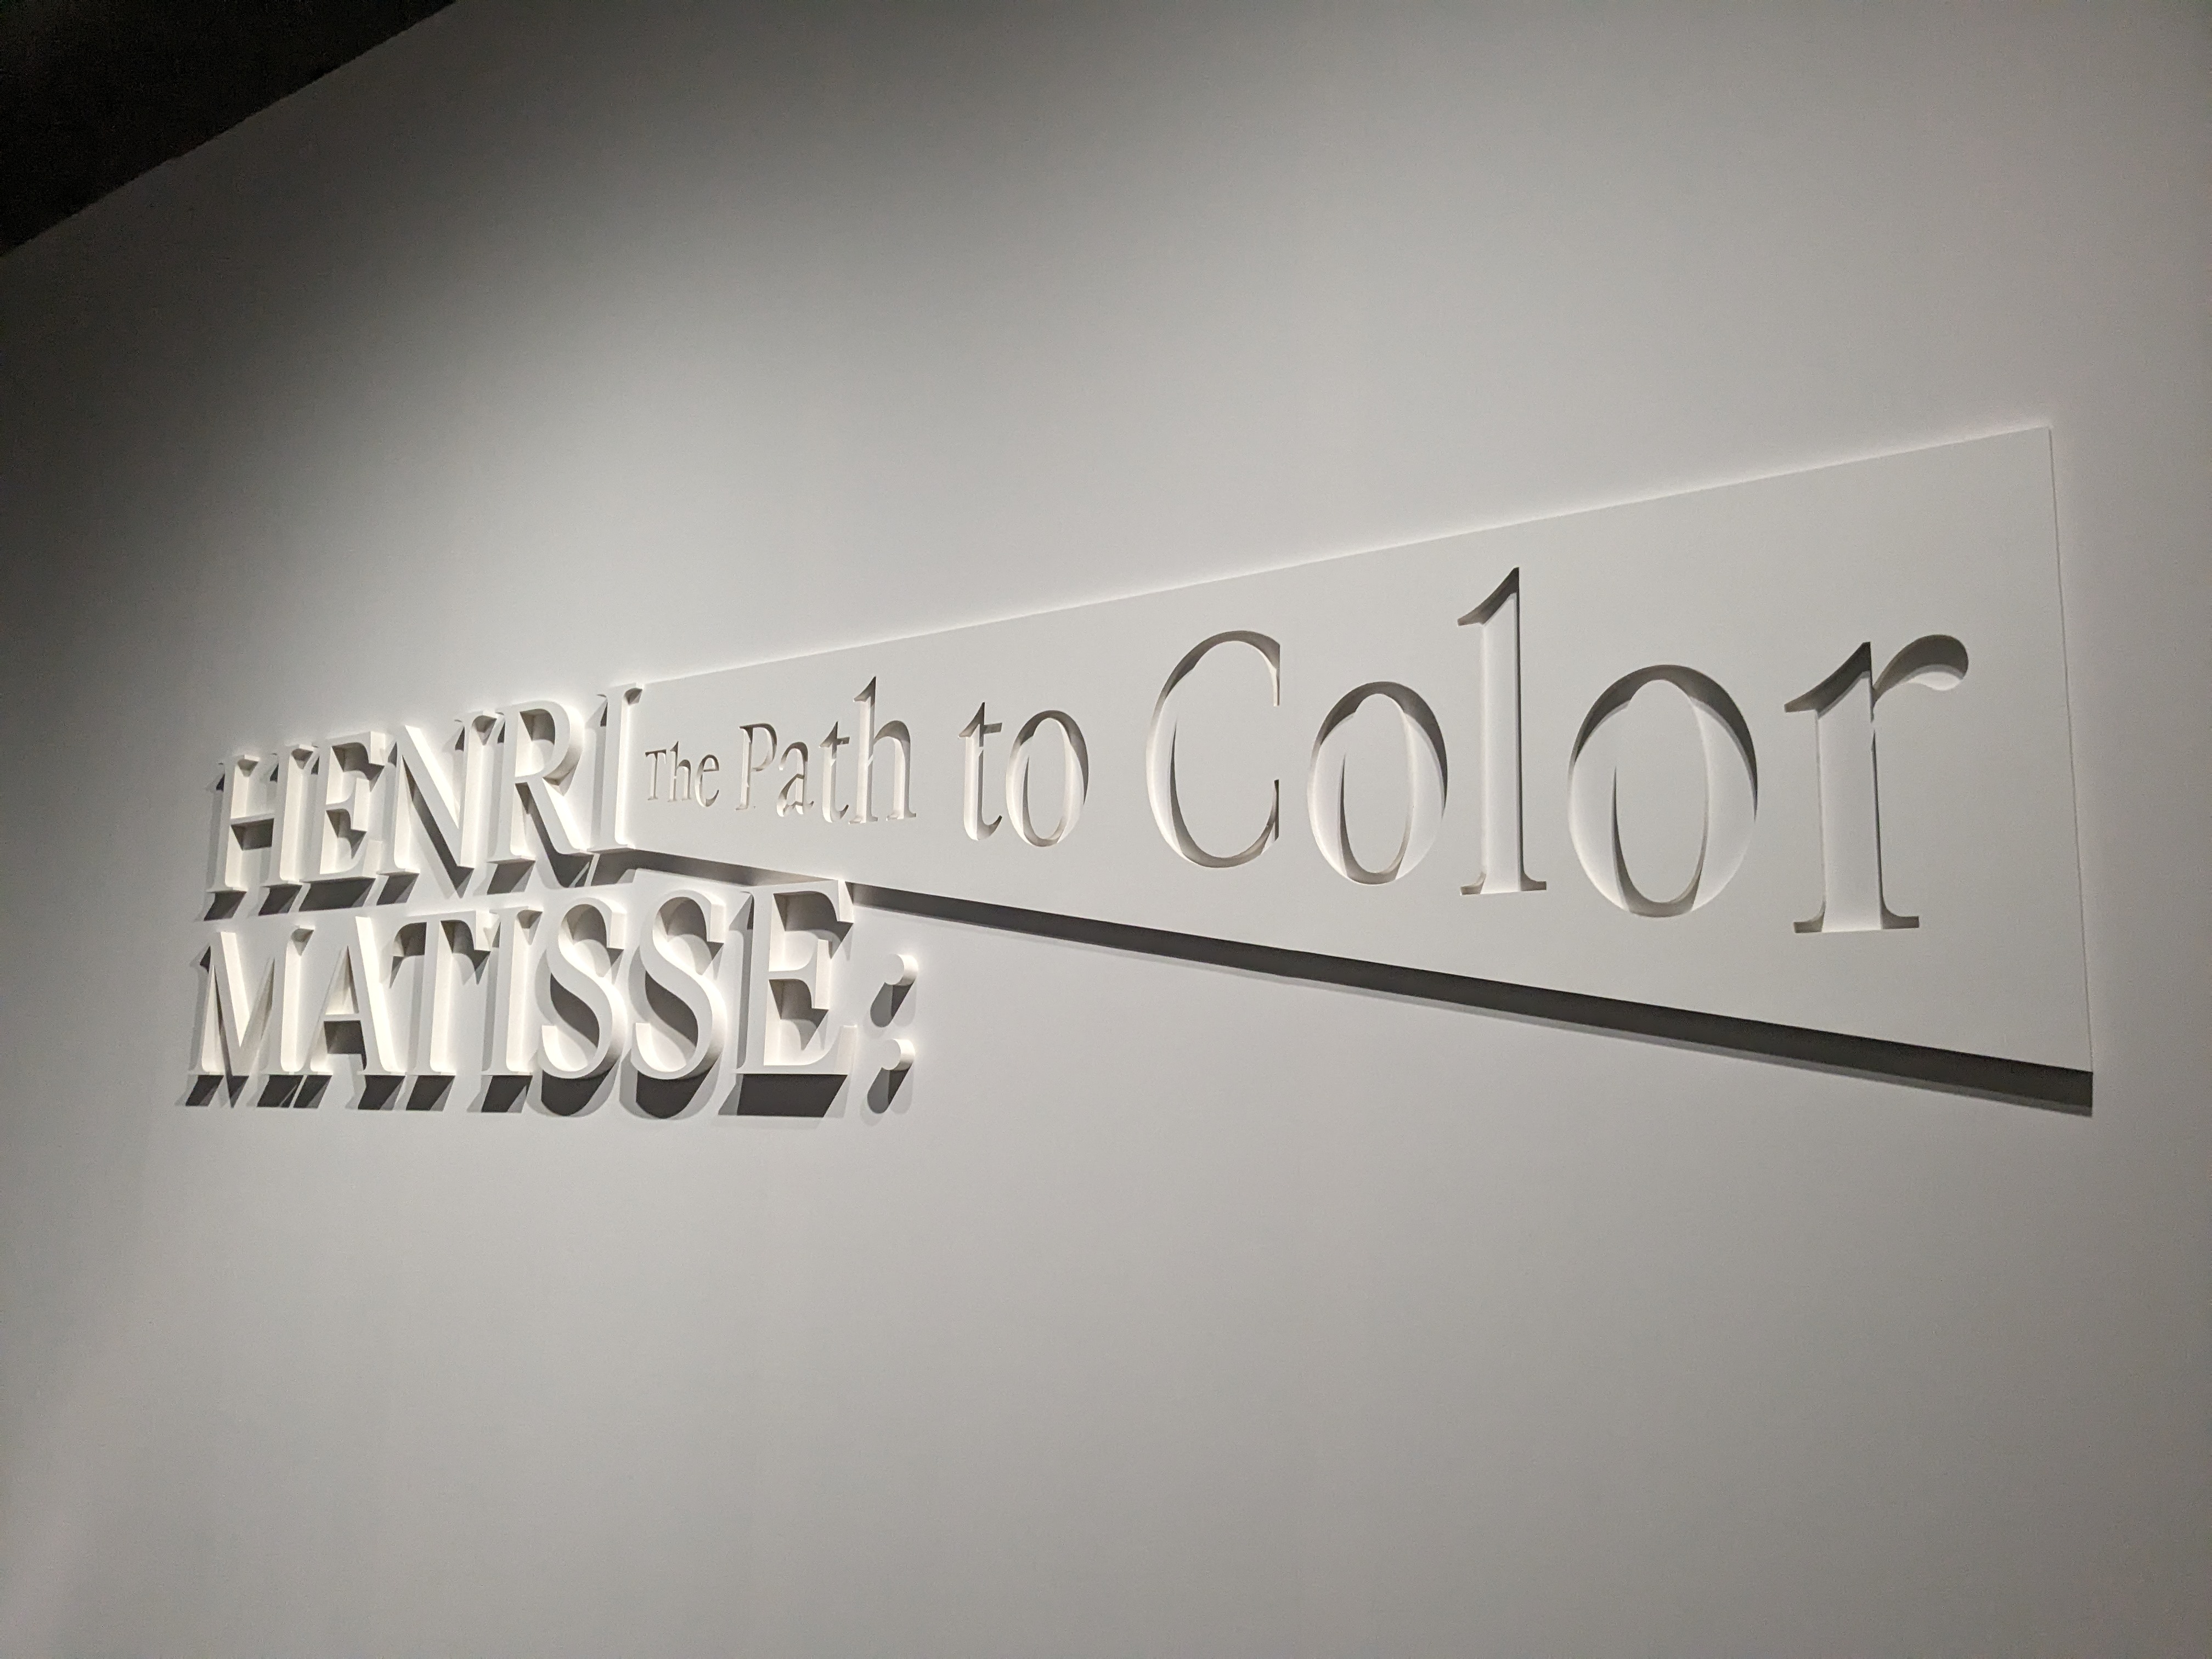 HENRI The Path to Color
MATISSE: